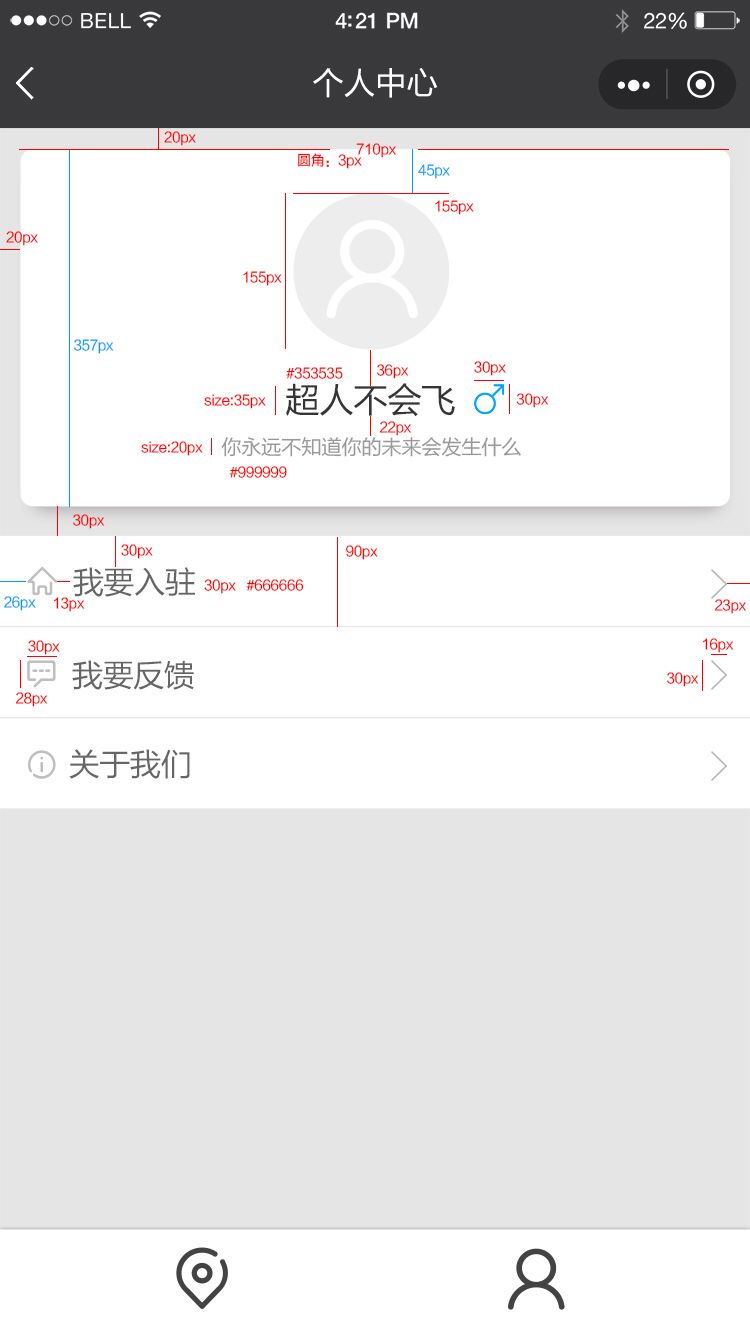 BELL 4:21 PM 22%
个人中心
20px
710px
圆角：3px
45px
155px
20px
155px
357px
#353535 36px 30px
size:35px 超人不会飞 30px
22px
size:20px 你永远不知道你的未来会发生什么
#999999
30px
30px 90px
我要入驻 30px #666666
26px 13px 23px
30px 16px
我要反馈 30px
28px
关于我们